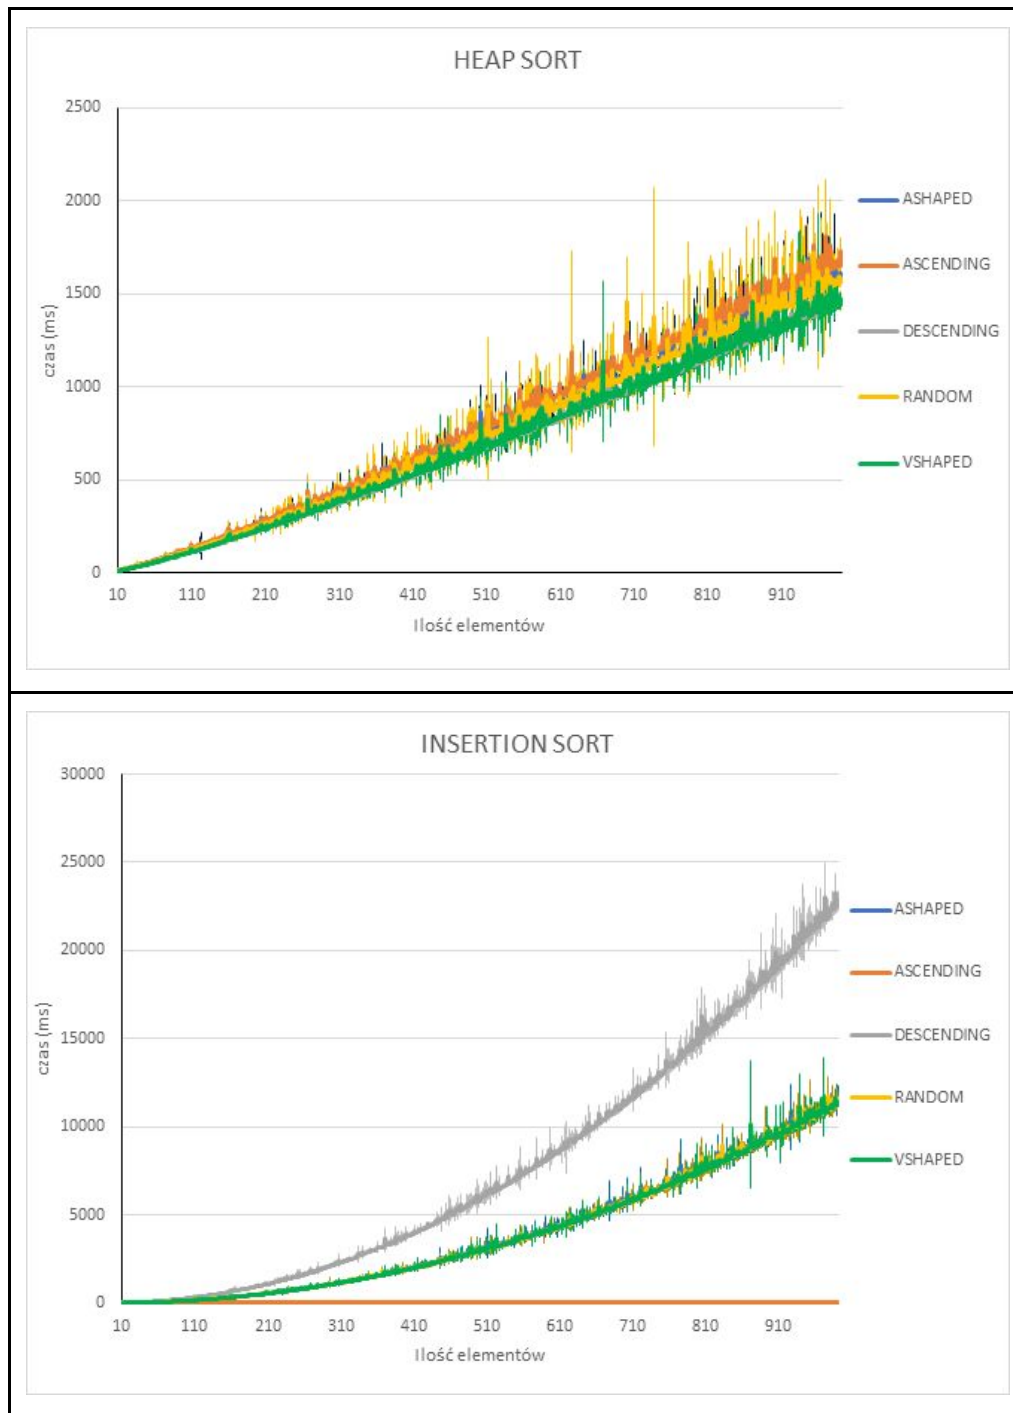 HEAP SORT
2500
2000
1500
1000
500
0
czas (ms)
10 110 210 310 410 510 610 710 810 910
Ilość elementów
ASHAPED
ASCENDING
DESCENDING
RANDOM
VSHAPED
INSERTION SORT
30000
25000
20000
15000
10000
5000
0
czas (ms)
10 110 210 310 410 510 610 710 810 910
Ilość elementów
ASHAPED
ASCENDING
DESCENDING
RANDOM
VSHAPED